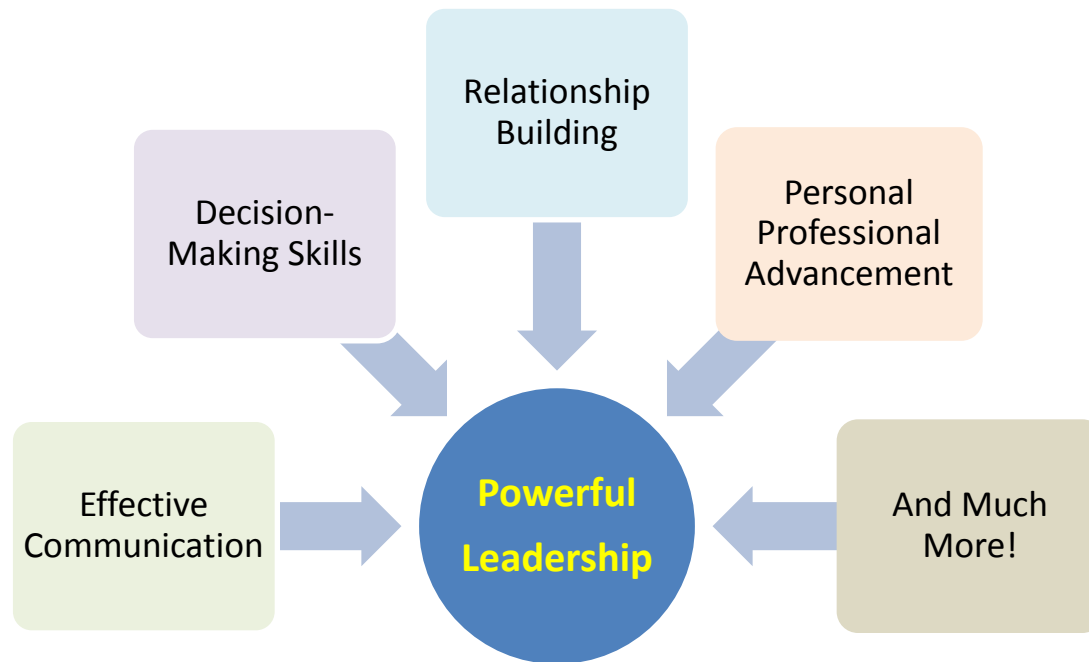 Relationship
Building
Decision-
Making Skills
Personal
Professional
Advancement
Effective
Communication
Powerful
Leadership
And Much
More!